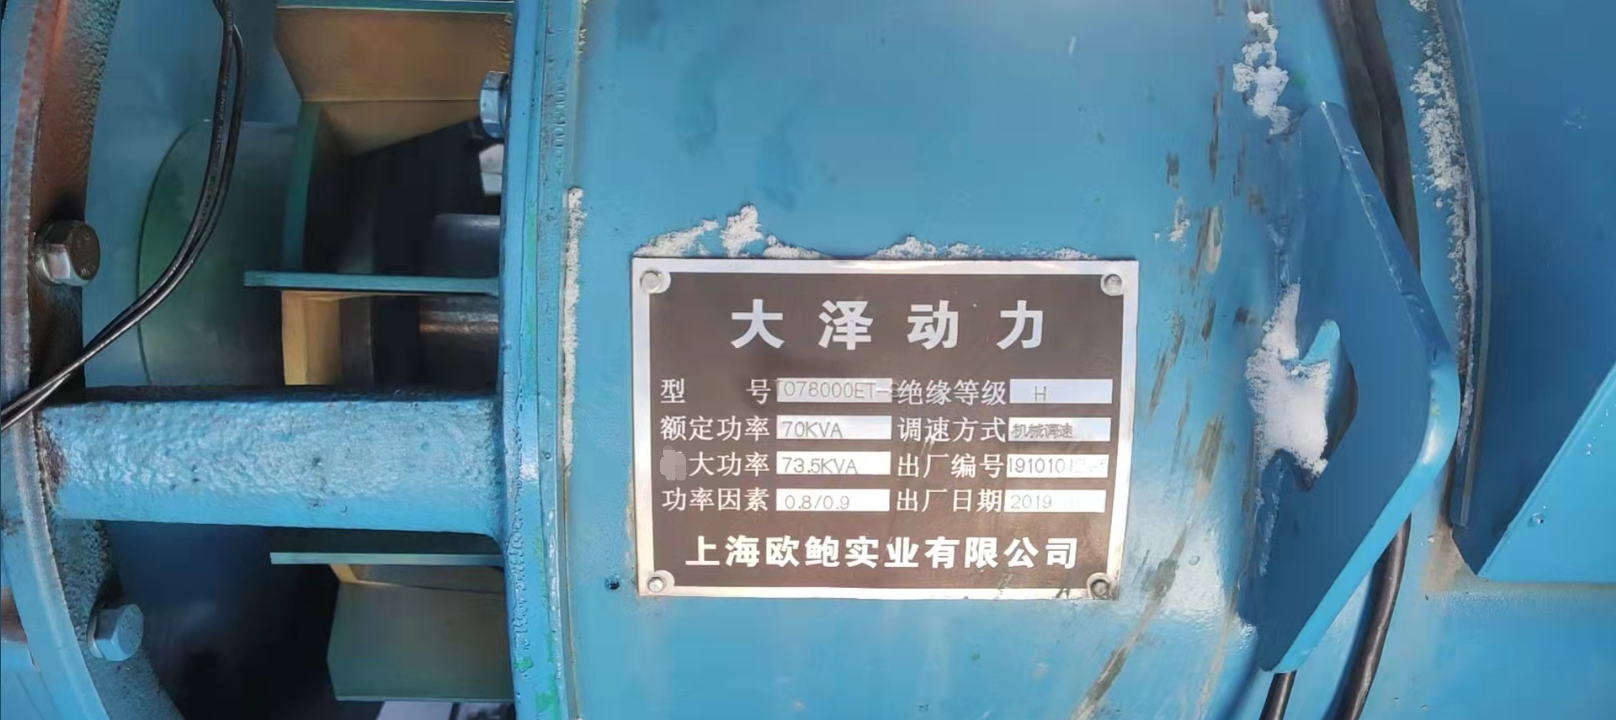 大泽动力
型号 TO78000ET- 绝缘等级 H
额定功率 70KVA 调速方式 机械调速
大功率 73.5KVA 出厂编号 1910101
功率因素 0.8/0.9 出厂日期 2019
上海欧鲍实业有限公司